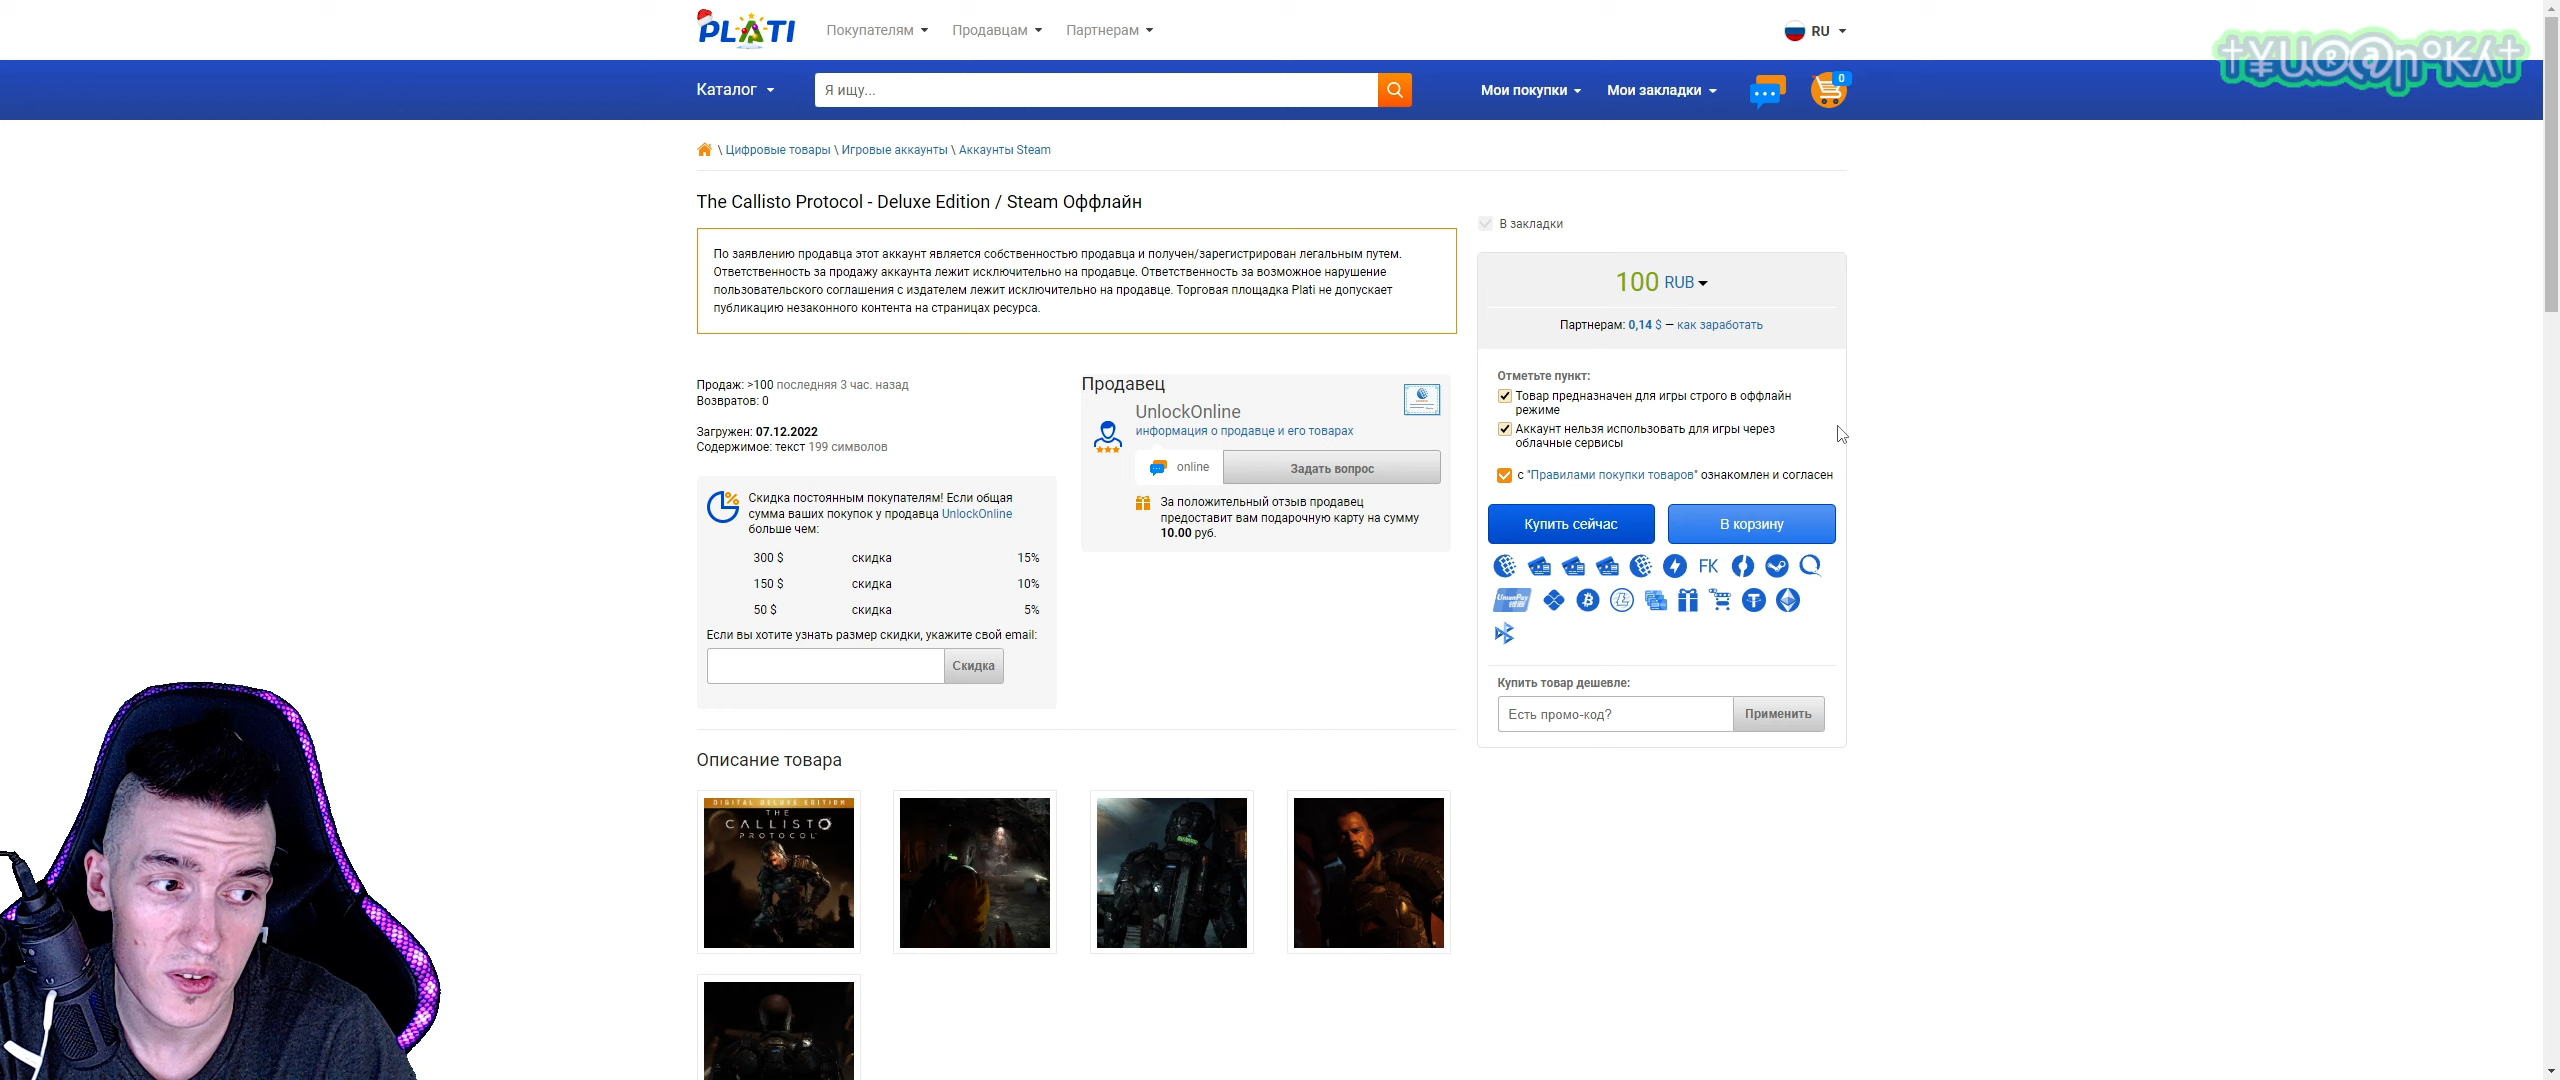 PLATI
Покупателям
Продавцам
Партнерам
RU
Каталог
Я ищу...
Мои покупки
Мои закладки
0
\ Цифровые товары \ Игровые аккаунты \ Аккаунты Steam
The Callisto Protocol - Deluxe Edition / Steam Оффлайн
В закладки
По заявлению продавца этот аккаунт является собственностью продавца и получен/зарегистрирован легальным путем.
Ответственность за продажу аккаунта лежит исключительно на продавце. Ответственность за возможное нарушение
пользовательского соглашения с издателем лежит исключительно на продавце. Торговая площадка Plati не допускает
публикацию незаконного контента на страницах ресурса.
100 RUB
Партнерам: 0,14 $ — как заработать
Продаж: >100 последняя 3 час. назад
Возвратов: 0
Загружен: 07.12.2022
Содержимое: текст 199 символов
Продавец
UnlockOnline
информация о продавце и его товарах
online
Задать вопрос
За положительный отзыв продавец
предоставит вам подарочную карту на сумму
10.00 руб.
Отметьте пункт:
Товар предназначен для игры строго в оффлайн
режиме
Аккаунт нельзя использовать для игры через
облачные сервисы
с "Правилами покупки товаров" ознакомлен и согласен
Купить сейчас
В корзину
FK
UnionPay
Скидка постоянным покупателям! Если общая
сумма ваших покупок у продавца UnlockOnline
больше чем:
300 $ скидка 15%
150 $ скидка 10%
50 $ скидка 5%
Если вы хотите узнать размер скидки, укажите свой email:
Скидка
Купить товар дешевле:
Есть промо-код?
Применить
Описание товара
DIGITAL DELUXE EDITION
THE
CALLISTO
PROTOCOL